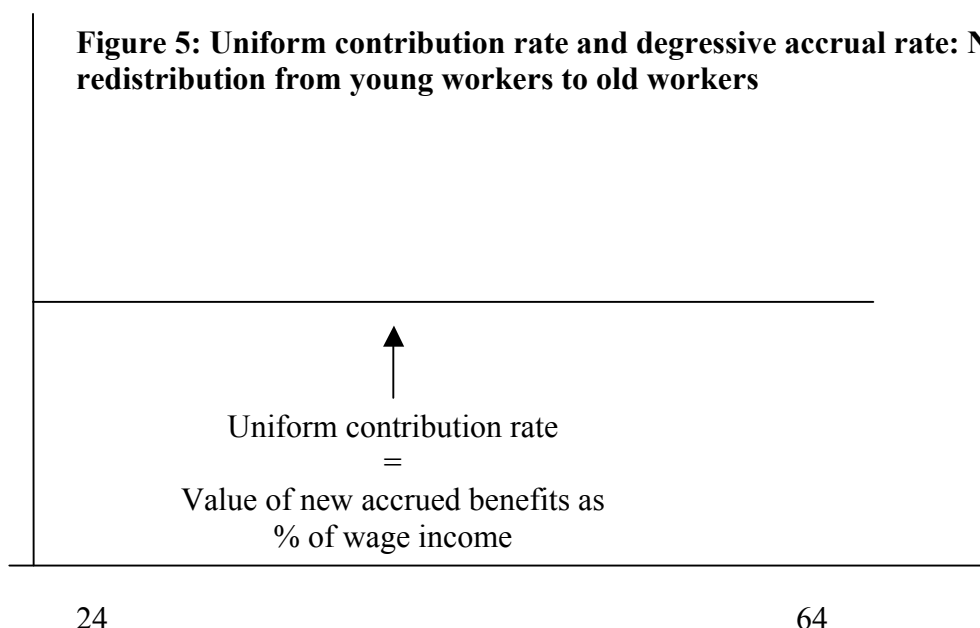 Figure 5: Uniform contribution rate and degressive accrual rate:
redistribution from young workers to old workers
Uniform contribution rate
=
Value of new accrued benefits as
% of wage income
24 64